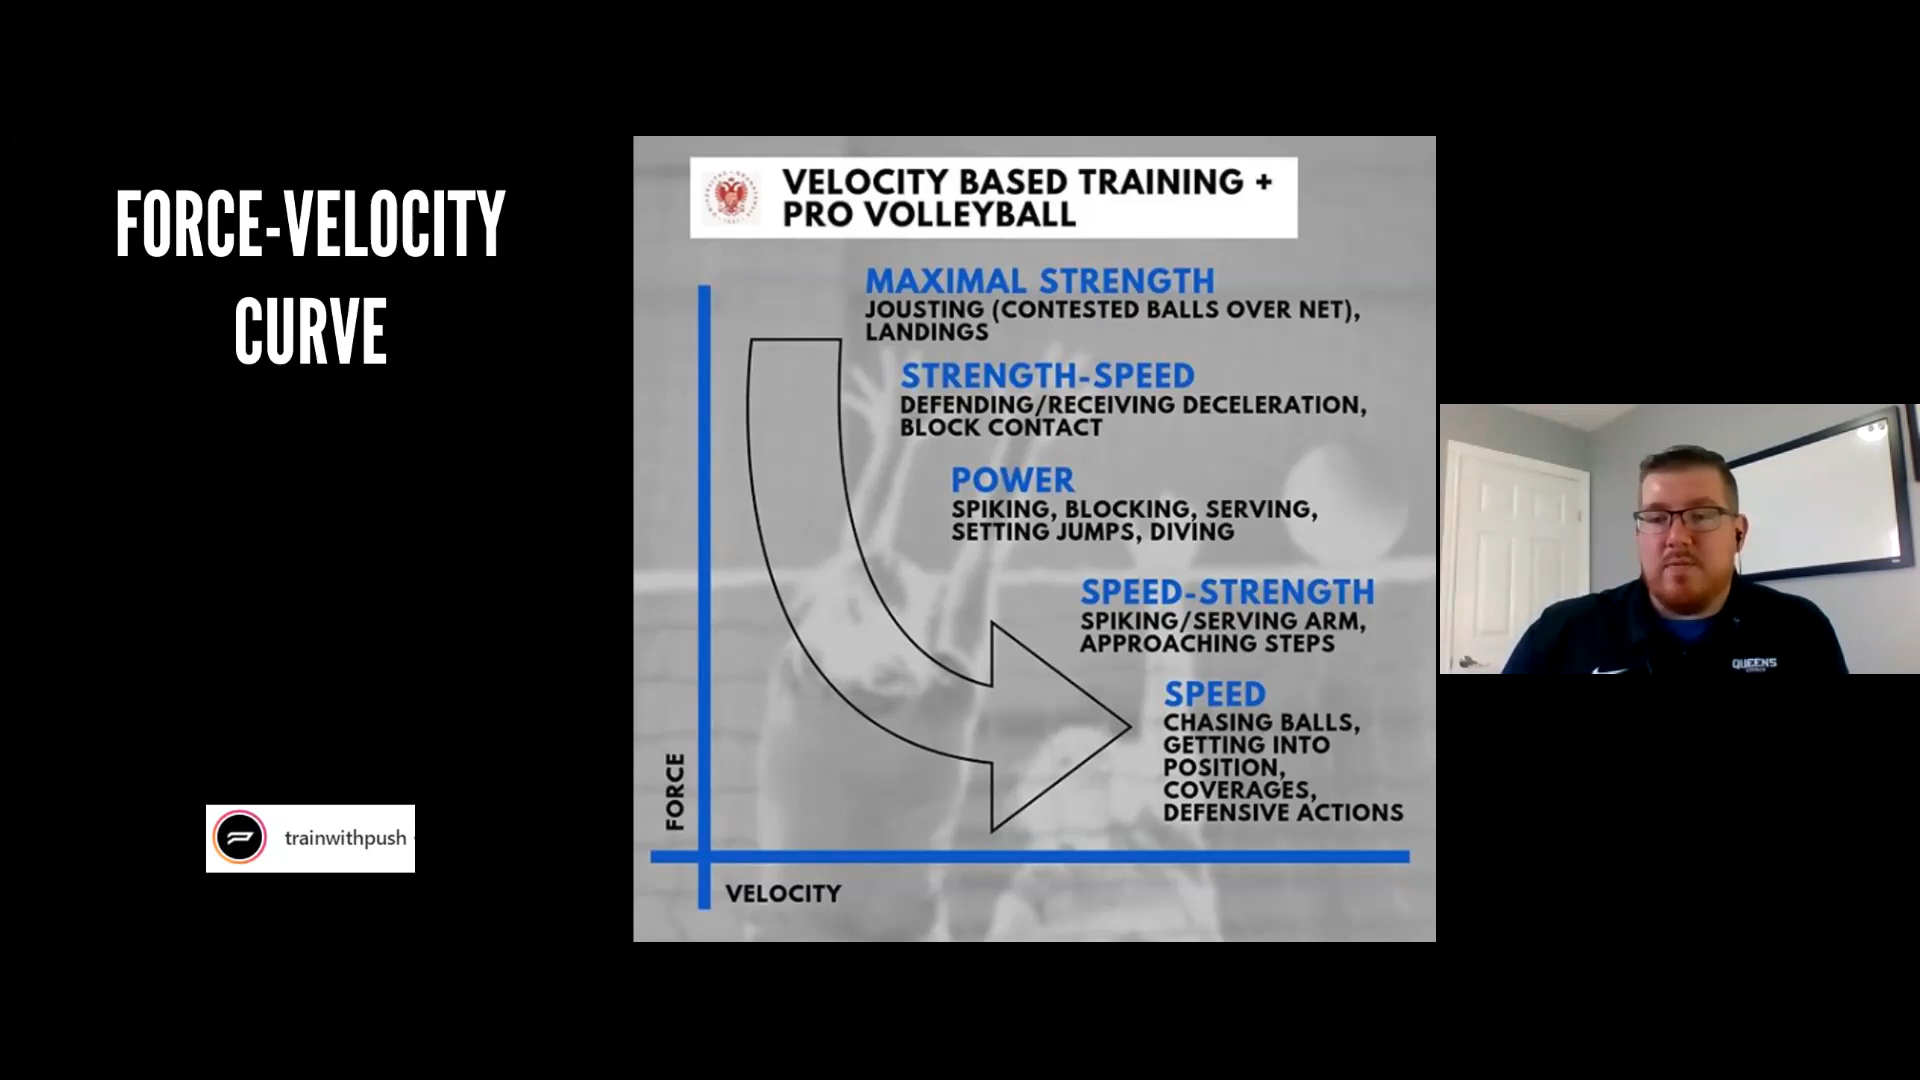 FORCE-VELOCITY
CURVE
trainwithpush
VELOCITY BASED TRAINING +
PRO VOLLEYBALL
MAXIMAL STRENGTH
JOUSTING (CONTESTED BALLS OVER NET),
LANDINGS
STRENGTH-SPEED
DEFENDING/RECEIVING DECELERATION,
BLOCK CONTACT
POWER
SPIKING, BLOCKING, SERVING,
SETTING JUMPS, DIVING
SPEED-STRENGTH
SPIKING/SERVING ARM,
APPROACHING STEPS
SPEED
CHASING BALLS,
GETTING INTO
POSITION,
COVERAGES,
DEFENSIVE ACTIONS
FORCE
VELOCITY
QUEENS